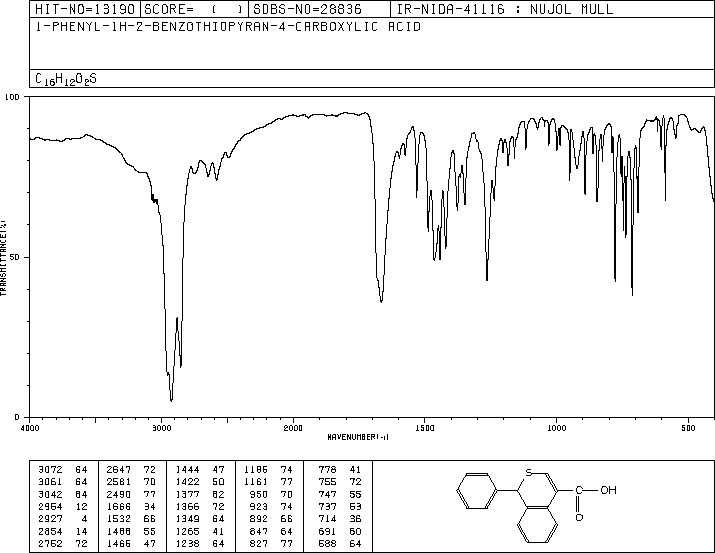 HIT-NO=13190 SCORE= ( ) SDBS-NO=28836 IR-NIDA-41116 : NUJOL MULL
1-PHENYL-1H-2-BENZOTHIOPYRAN-4-CARBOXYLIC ACID
C16H12O2S
100
50
0
TRANSMITTANCE(%)
4000 3000 2000 1500 1000 500
WAVENUMBER(-1)
3072 64 2647 72 1444 47 1186 74 778 41
3061 64 2581 70 1422 50 1161 77 755 72
3042 64 2490 77 1377 62 950 70 747 55
2954 12 1666 34 1366 72 923 74 737 53
2927 4 1532 66 1349 64 892 66 714 36
2854 14 1488 55 1265 41 847 64 691 60
2752 72 1465 47 1238 64 827 77 588 64
S
C OH
O